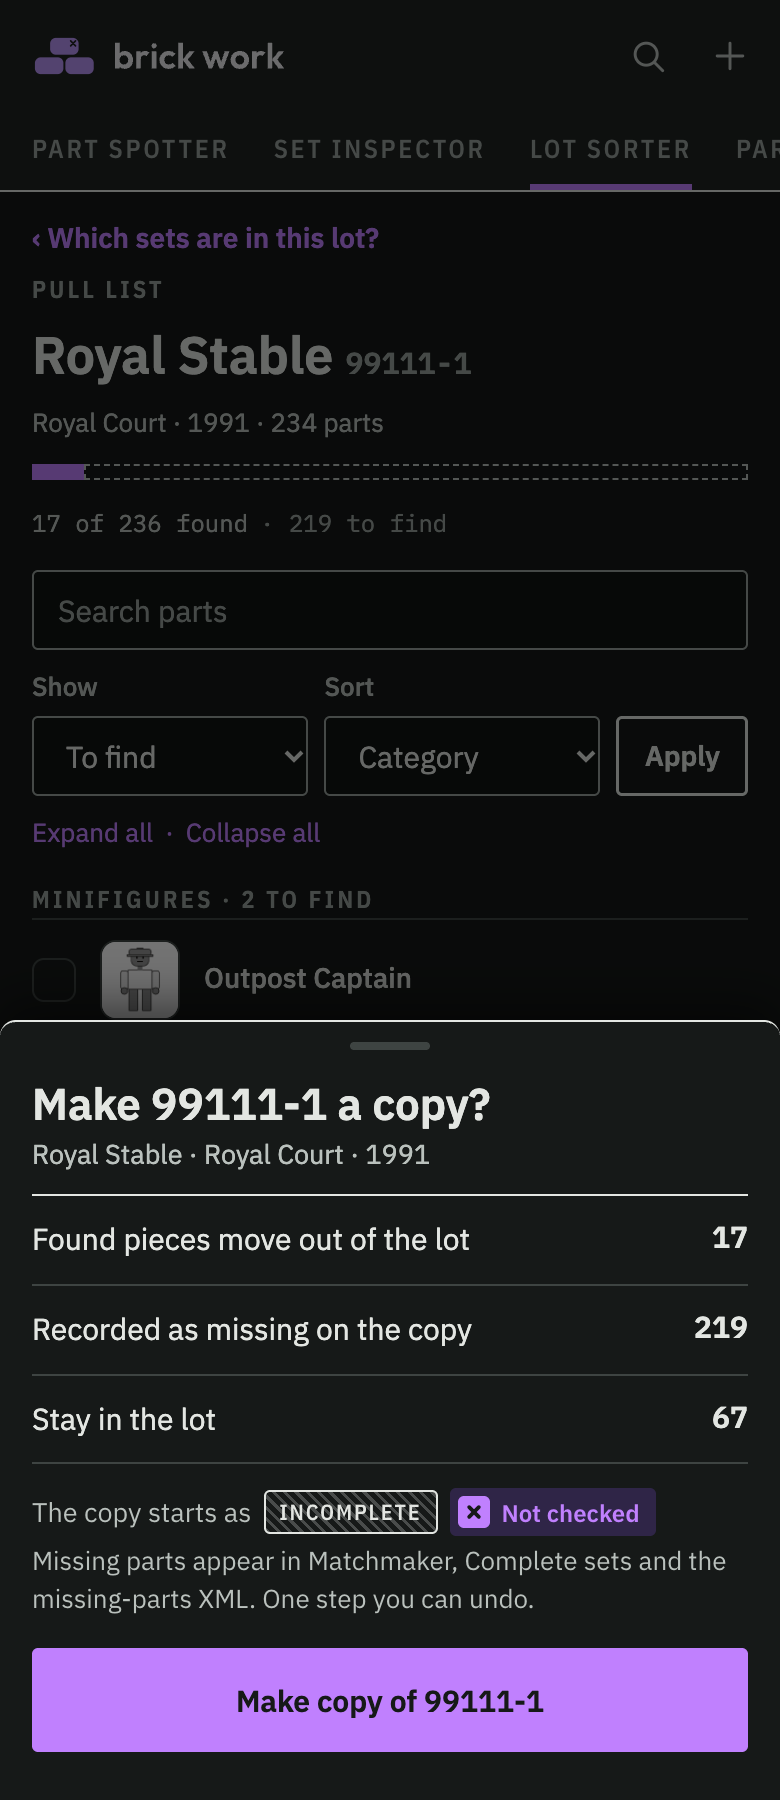 brick work
PART SPOTTER SET INSPECTOR LOT SORTER PAR
‹ Which sets are in this lot?
PULL LIST
Royal Stable 99111-1
Royal Court · 1991 · 234 parts
17 of 236 found · 219 to find
Search parts
Show Sort
To find Category Apply
Expand all · Collapse all
MINIFIGURES · 2 TO FIND
Outpost Captain
Make 99111-1 a copy?
Royal Stable · Royal Court · 1991
Found pieces move out of the lot 17
Recorded as missing on the copy 219
Stay in the lot 67
The copy starts as INCOMPLETE Not checked
Missing parts appear in Matchmaker, Complete sets and the
missing-parts XML. One step you can undo.
Make copy of 99111-1